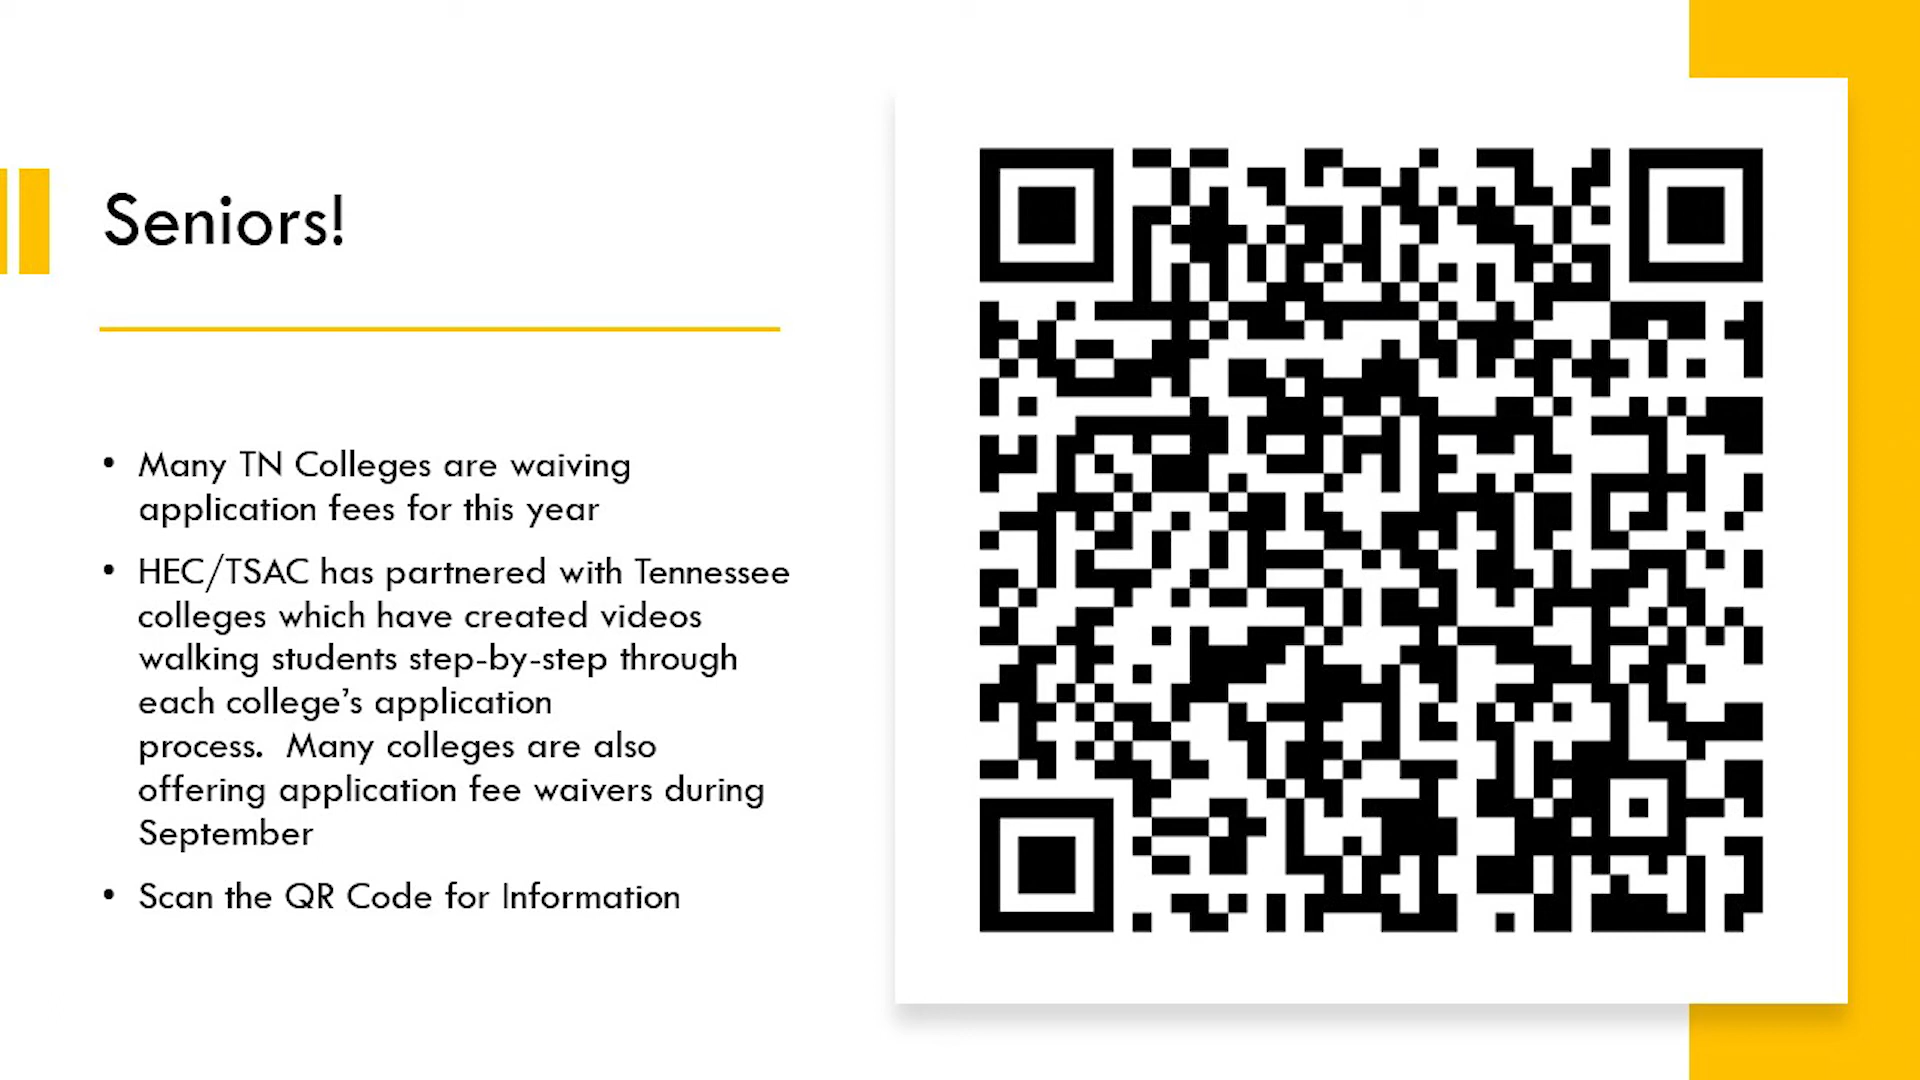 Seniors!
• Many TN Colleges are waiving
application fees for this year
• HEC/TSAC has partnered with Tennessee
colleges which have created videos
walking students step-by-step through
each college’s application
process.  Many colleges are also
offering application fee waivers during
September
• Scan the QR Code for Information